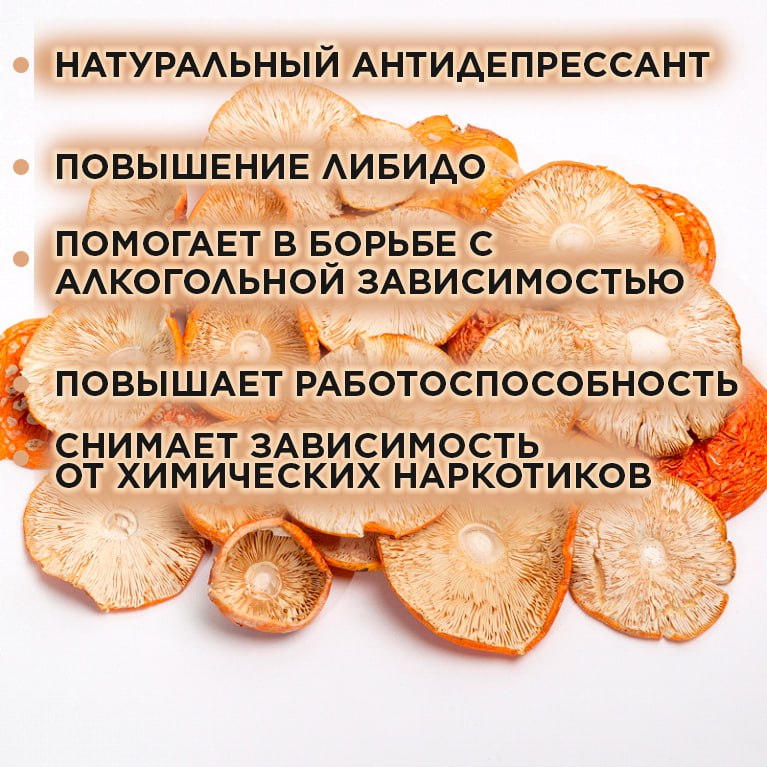 НАТУРАЛЬНЫЙ АНТИДЕПРЕССАНТ
ПОВЫШЕНИЕ ЛИБИДО
ПОМОГАЕТ В БОРЬБЕ С
АЛКОГОЛЬНОЙ ЗАВИСИМОСТЬЮ
ПОВЫШАЕТ РАБОТОСПОСОБНОСТЬ
СНИМАЕТ ЗАВИСИМОСТЬ
ОТ ХИМИЧЕСКИХ НАРКОТИКОВ